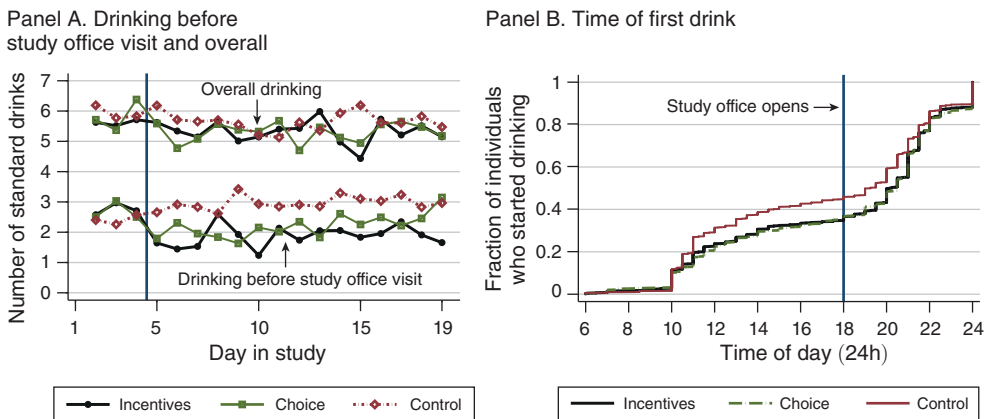 Panel A. Drinking before
study office visit and overall
Number of standard drinks
7
6
5
4
3
2
1
0
Overall drinking
Drinking before study office visit
1
5
10
15
19
Day in study
Incentives
Choice
Control
Panel B. Time of first drink
Fraction of individuals
who started drinking
1
0.8
0.6
0.4
0.2
0
Study office opens
6
8
10
12
14
16
18
20
22
24
Time of day (24h)
Incentives
Choice
Control